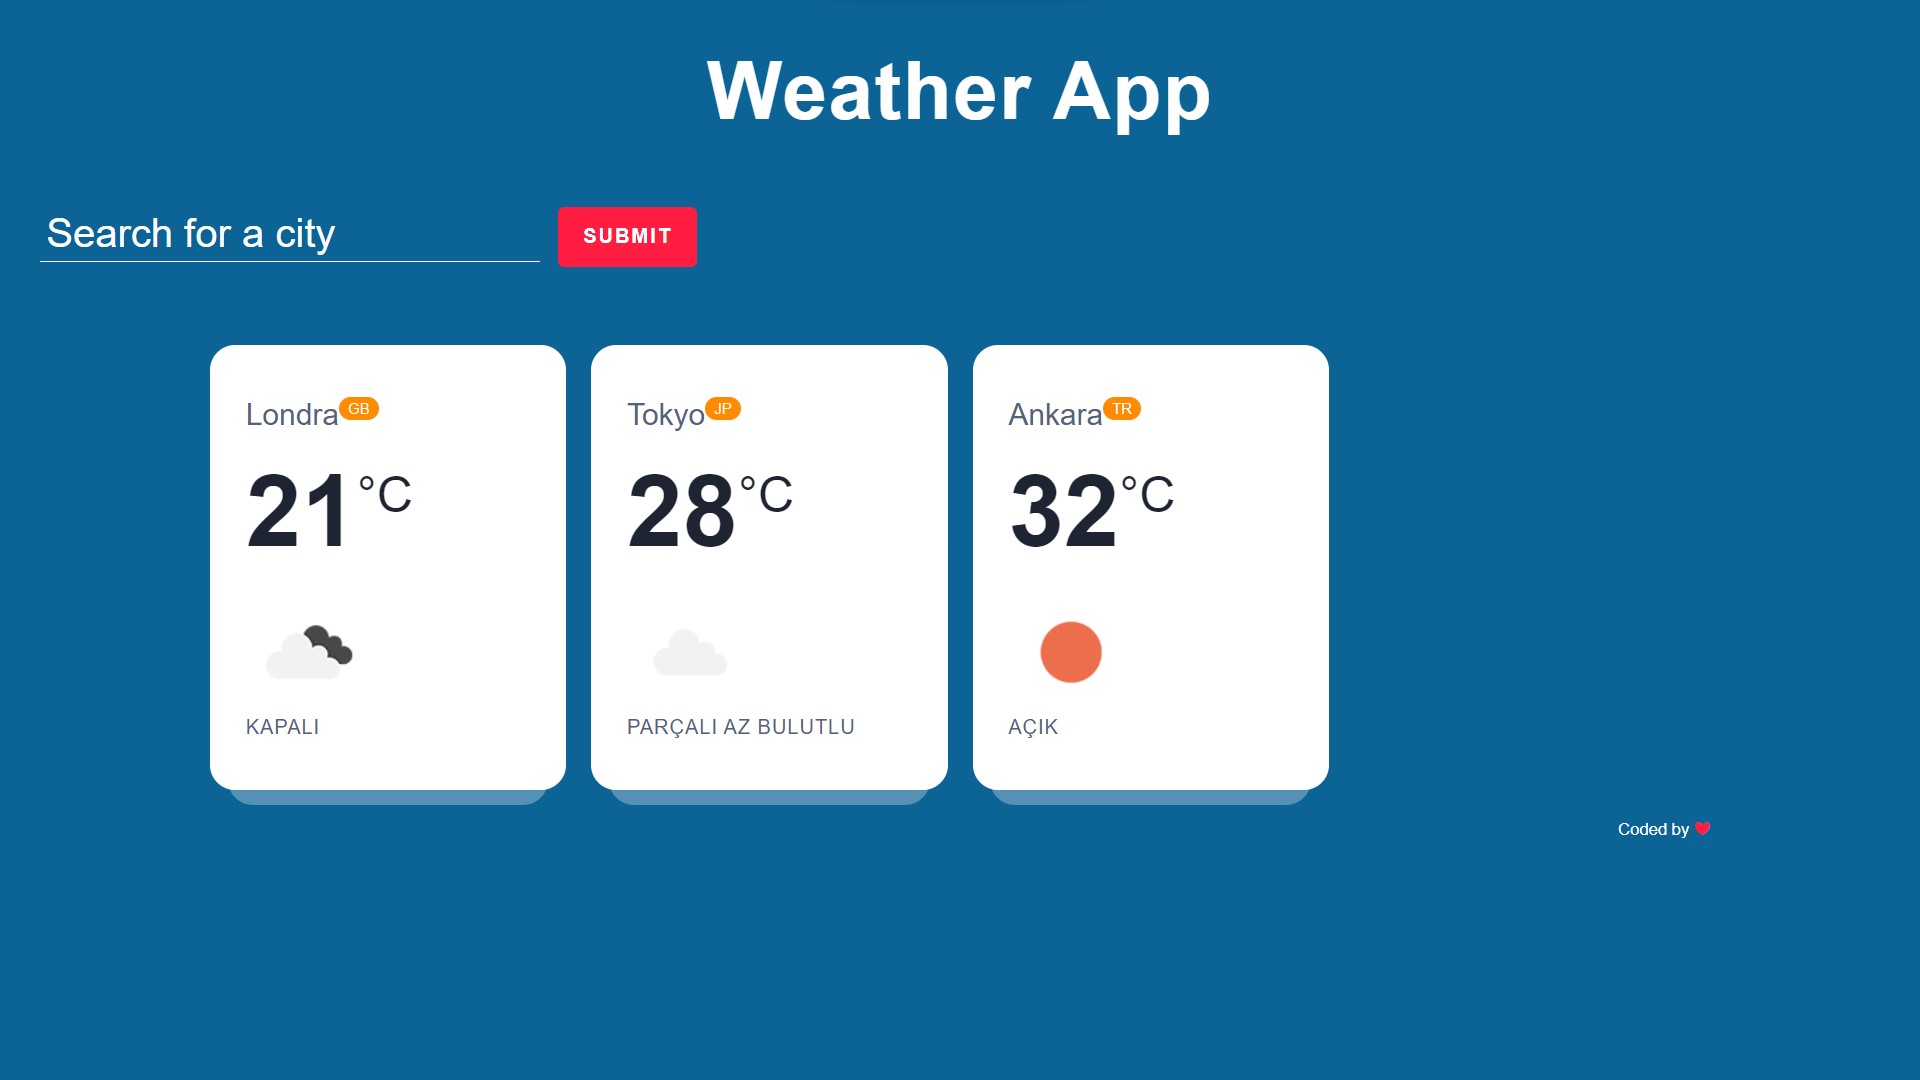 Weather App
Search for a city
SUBMIT
Londra GB
21°C
KAPALI
Tokyo JP
28°C
PARÇALI AZ BULUTLU
Ankara TR
32°C
AÇIK
Coded by ❤️